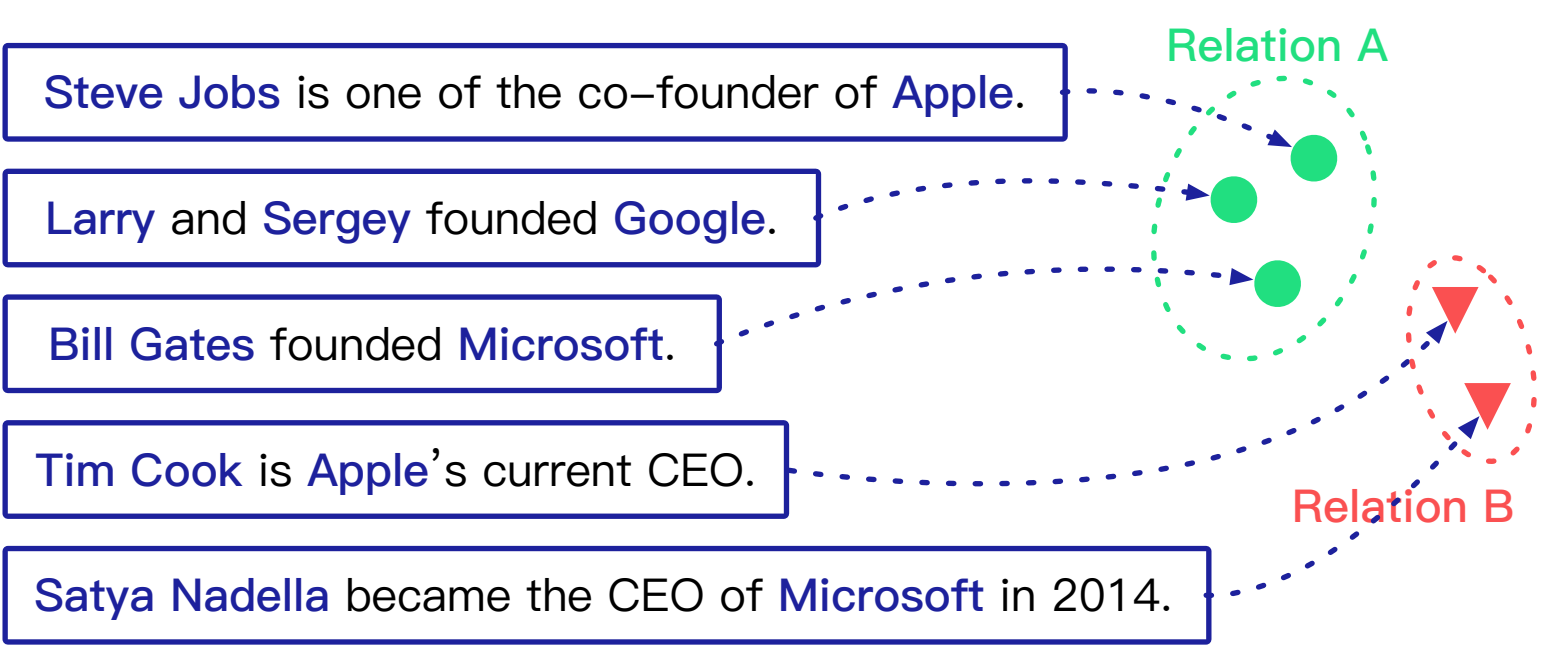 Relation A
Steve Jobs is one of the co–founder of Apple.
Larry and Sergey founded Google.
Bill Gates founded Microsoft.
Tim Cook is Apple's current CEO.
Relation B
Satya Nadella became the CEO of Microsoft in 2014.